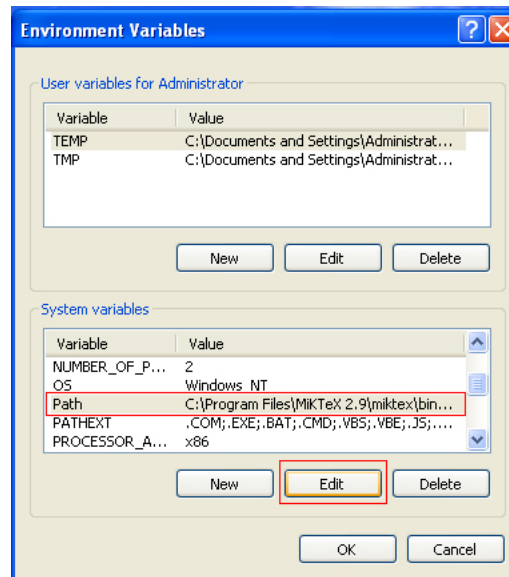 Environment Variables
User variables for Administrator
Variable Value
TEMP C:\Documents and Settings\Administrat...
TMP C:\Documents and Settings\Administrat...
New Edit Delete
System variables
Variable Value
NUMBER_OF_P... 2
OS Windows_NT
Path C:\Program Files\MiKTeX 2.9\miktex\bin...
PATHEXT .COM;.EXE;.BAT;.CMD;.VBS;.VBE;.JS;....
PROCESSOR_A... x86
New Edit Delete
OK Cancel